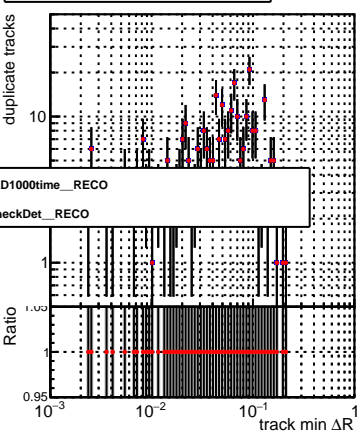 duplicate tracks
10
D1000time__RECO
heckDet__RECO
1
1.05
Ratio
1
0.95
10−3 10−2 10−1 1
track min ΔR